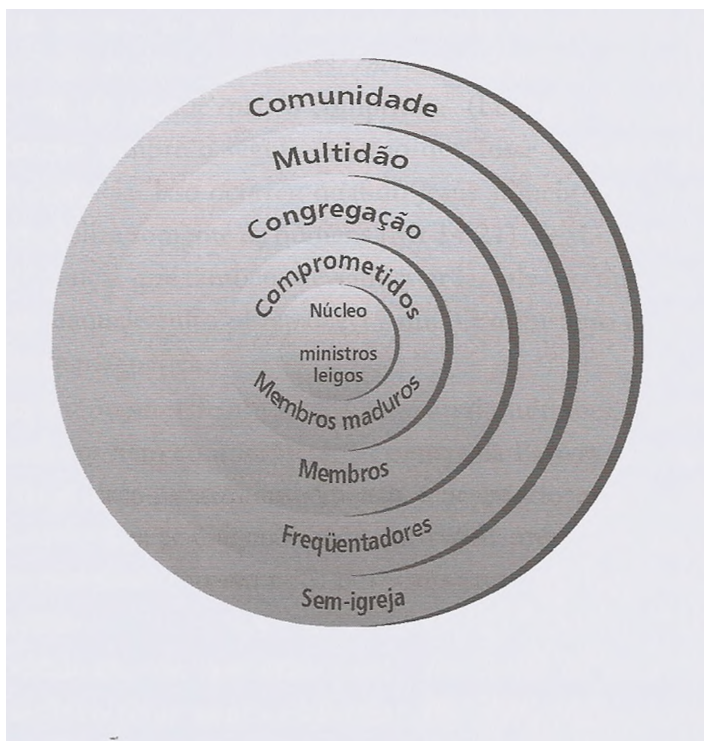 Comunidade
Multidão
Congregação
Comprometidos
Núcleo
ministros
leigos
Membros maduros
Membros
Freqüentadores
Sem-igreja